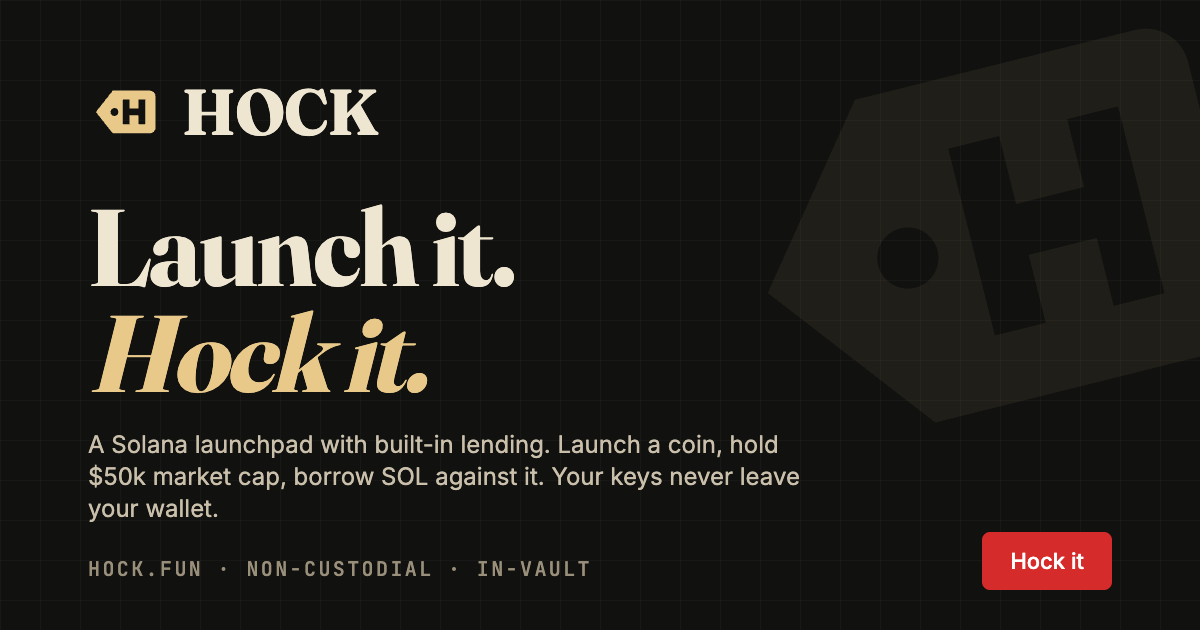 H HOCK
Launch it.
Hock it.
A Solana launchpad with built-in lending. Launch a coin, hold
$50k market cap, borrow SOL against it. Your keys never leave
your wallet.
HOCK.FUN · NON-CUSTODIAL · IN-VAULT
Hock it
H